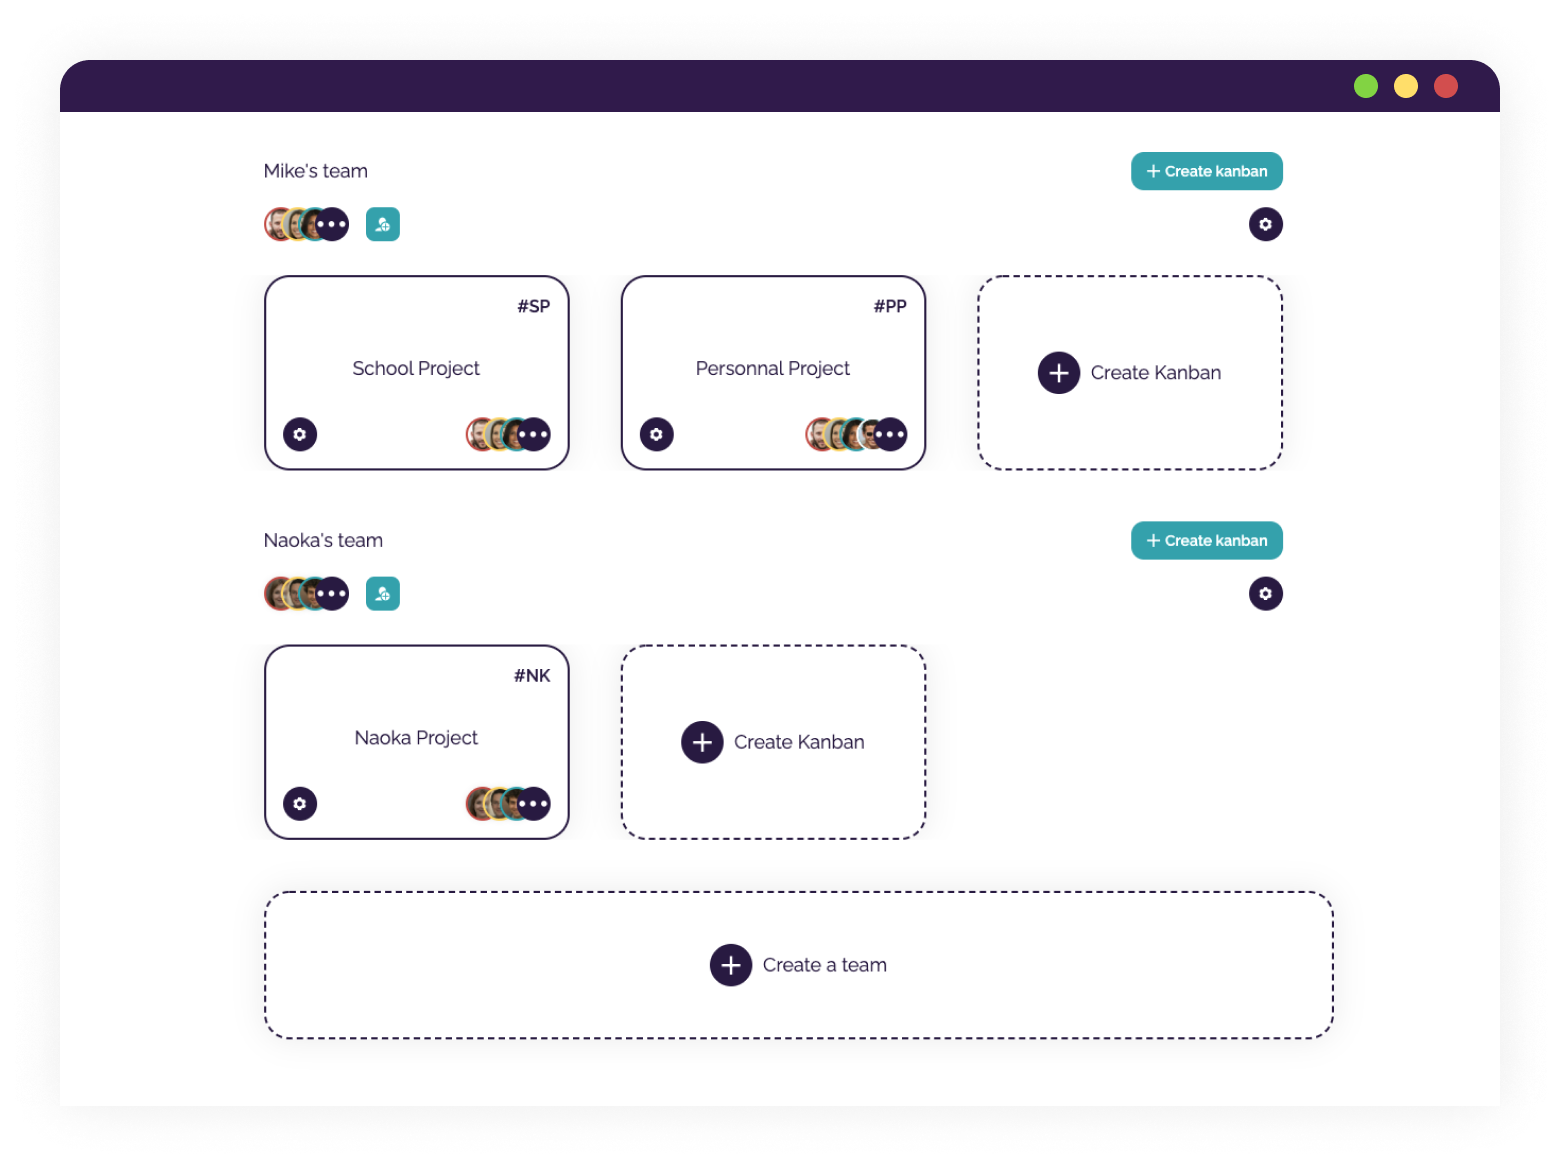 Mike's team
+ Create kanban
#SP
School Project
#PP
Personnal Project
Create Kanban
Naoka's team
+ Create kanban
#NK
Naoka Project
Create Kanban
Create a team